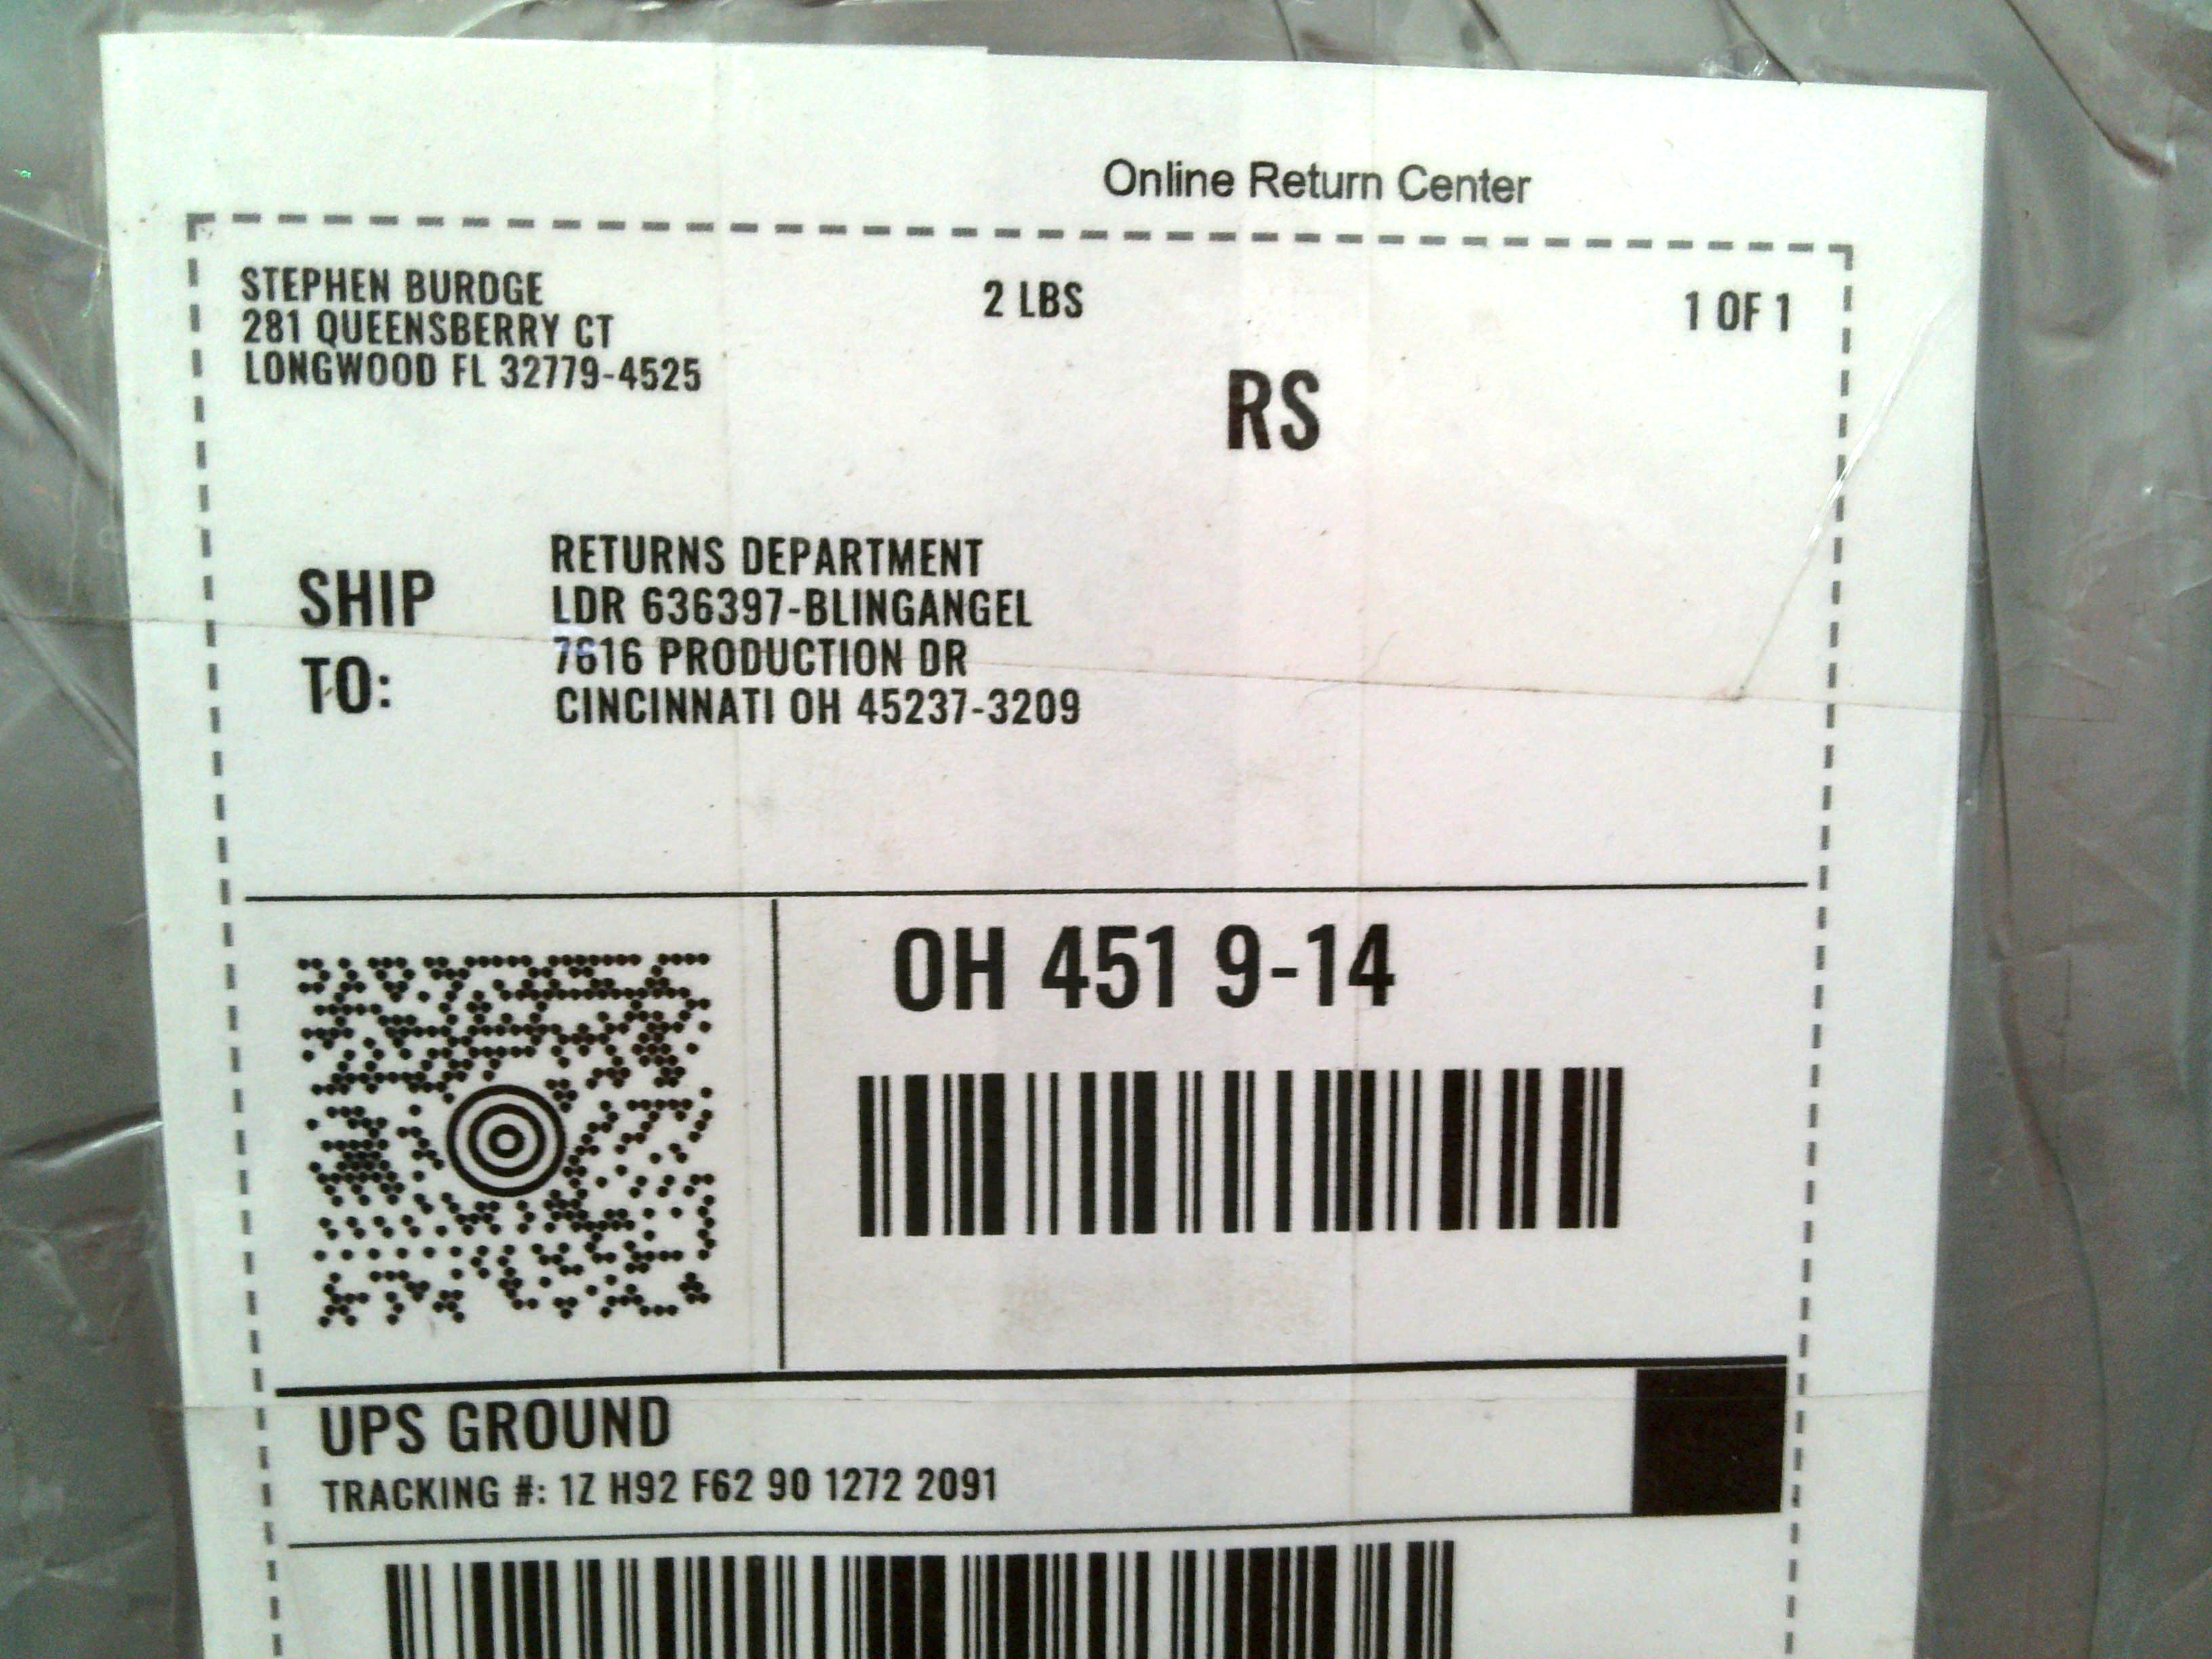 Online Return Center
STEPHEN BURDGE
281 QUEENSBERRY CT
LONGWOOD FL 32779-4525
2 LBS
1 OF 1
RS
SHIP
TO:
RETURNS DEPARTMENT
LDR 636397-BLINGANGEL
7616 PRODUCTION DR
CINCINNATI OH 45237-3209
OH 451 9-14
UPS GROUND
TRACKING #: 1Z H92 F62 90 1272 2091